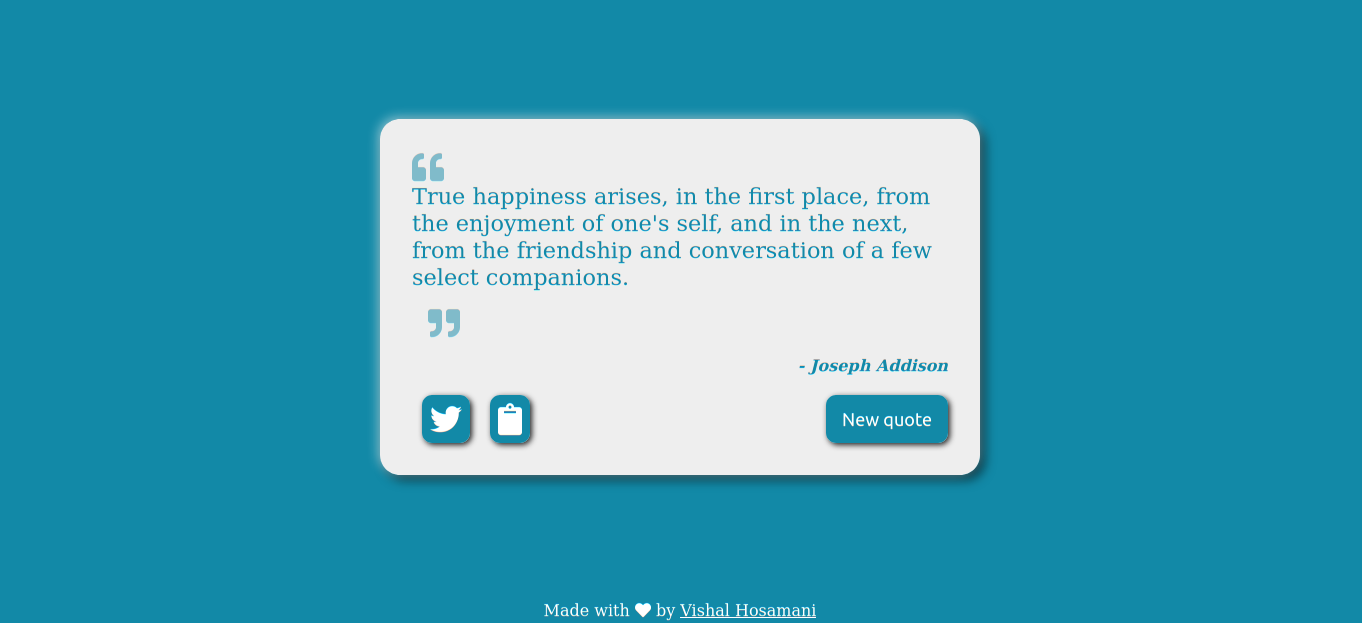 “
True happiness arises, in the first place, from
the enjoyment of one's self, and in the next,
from the friendship and conversation of a few
select companions.
”
- Joseph Addison
New quote
Made with ♥ by Vishal Hosamani